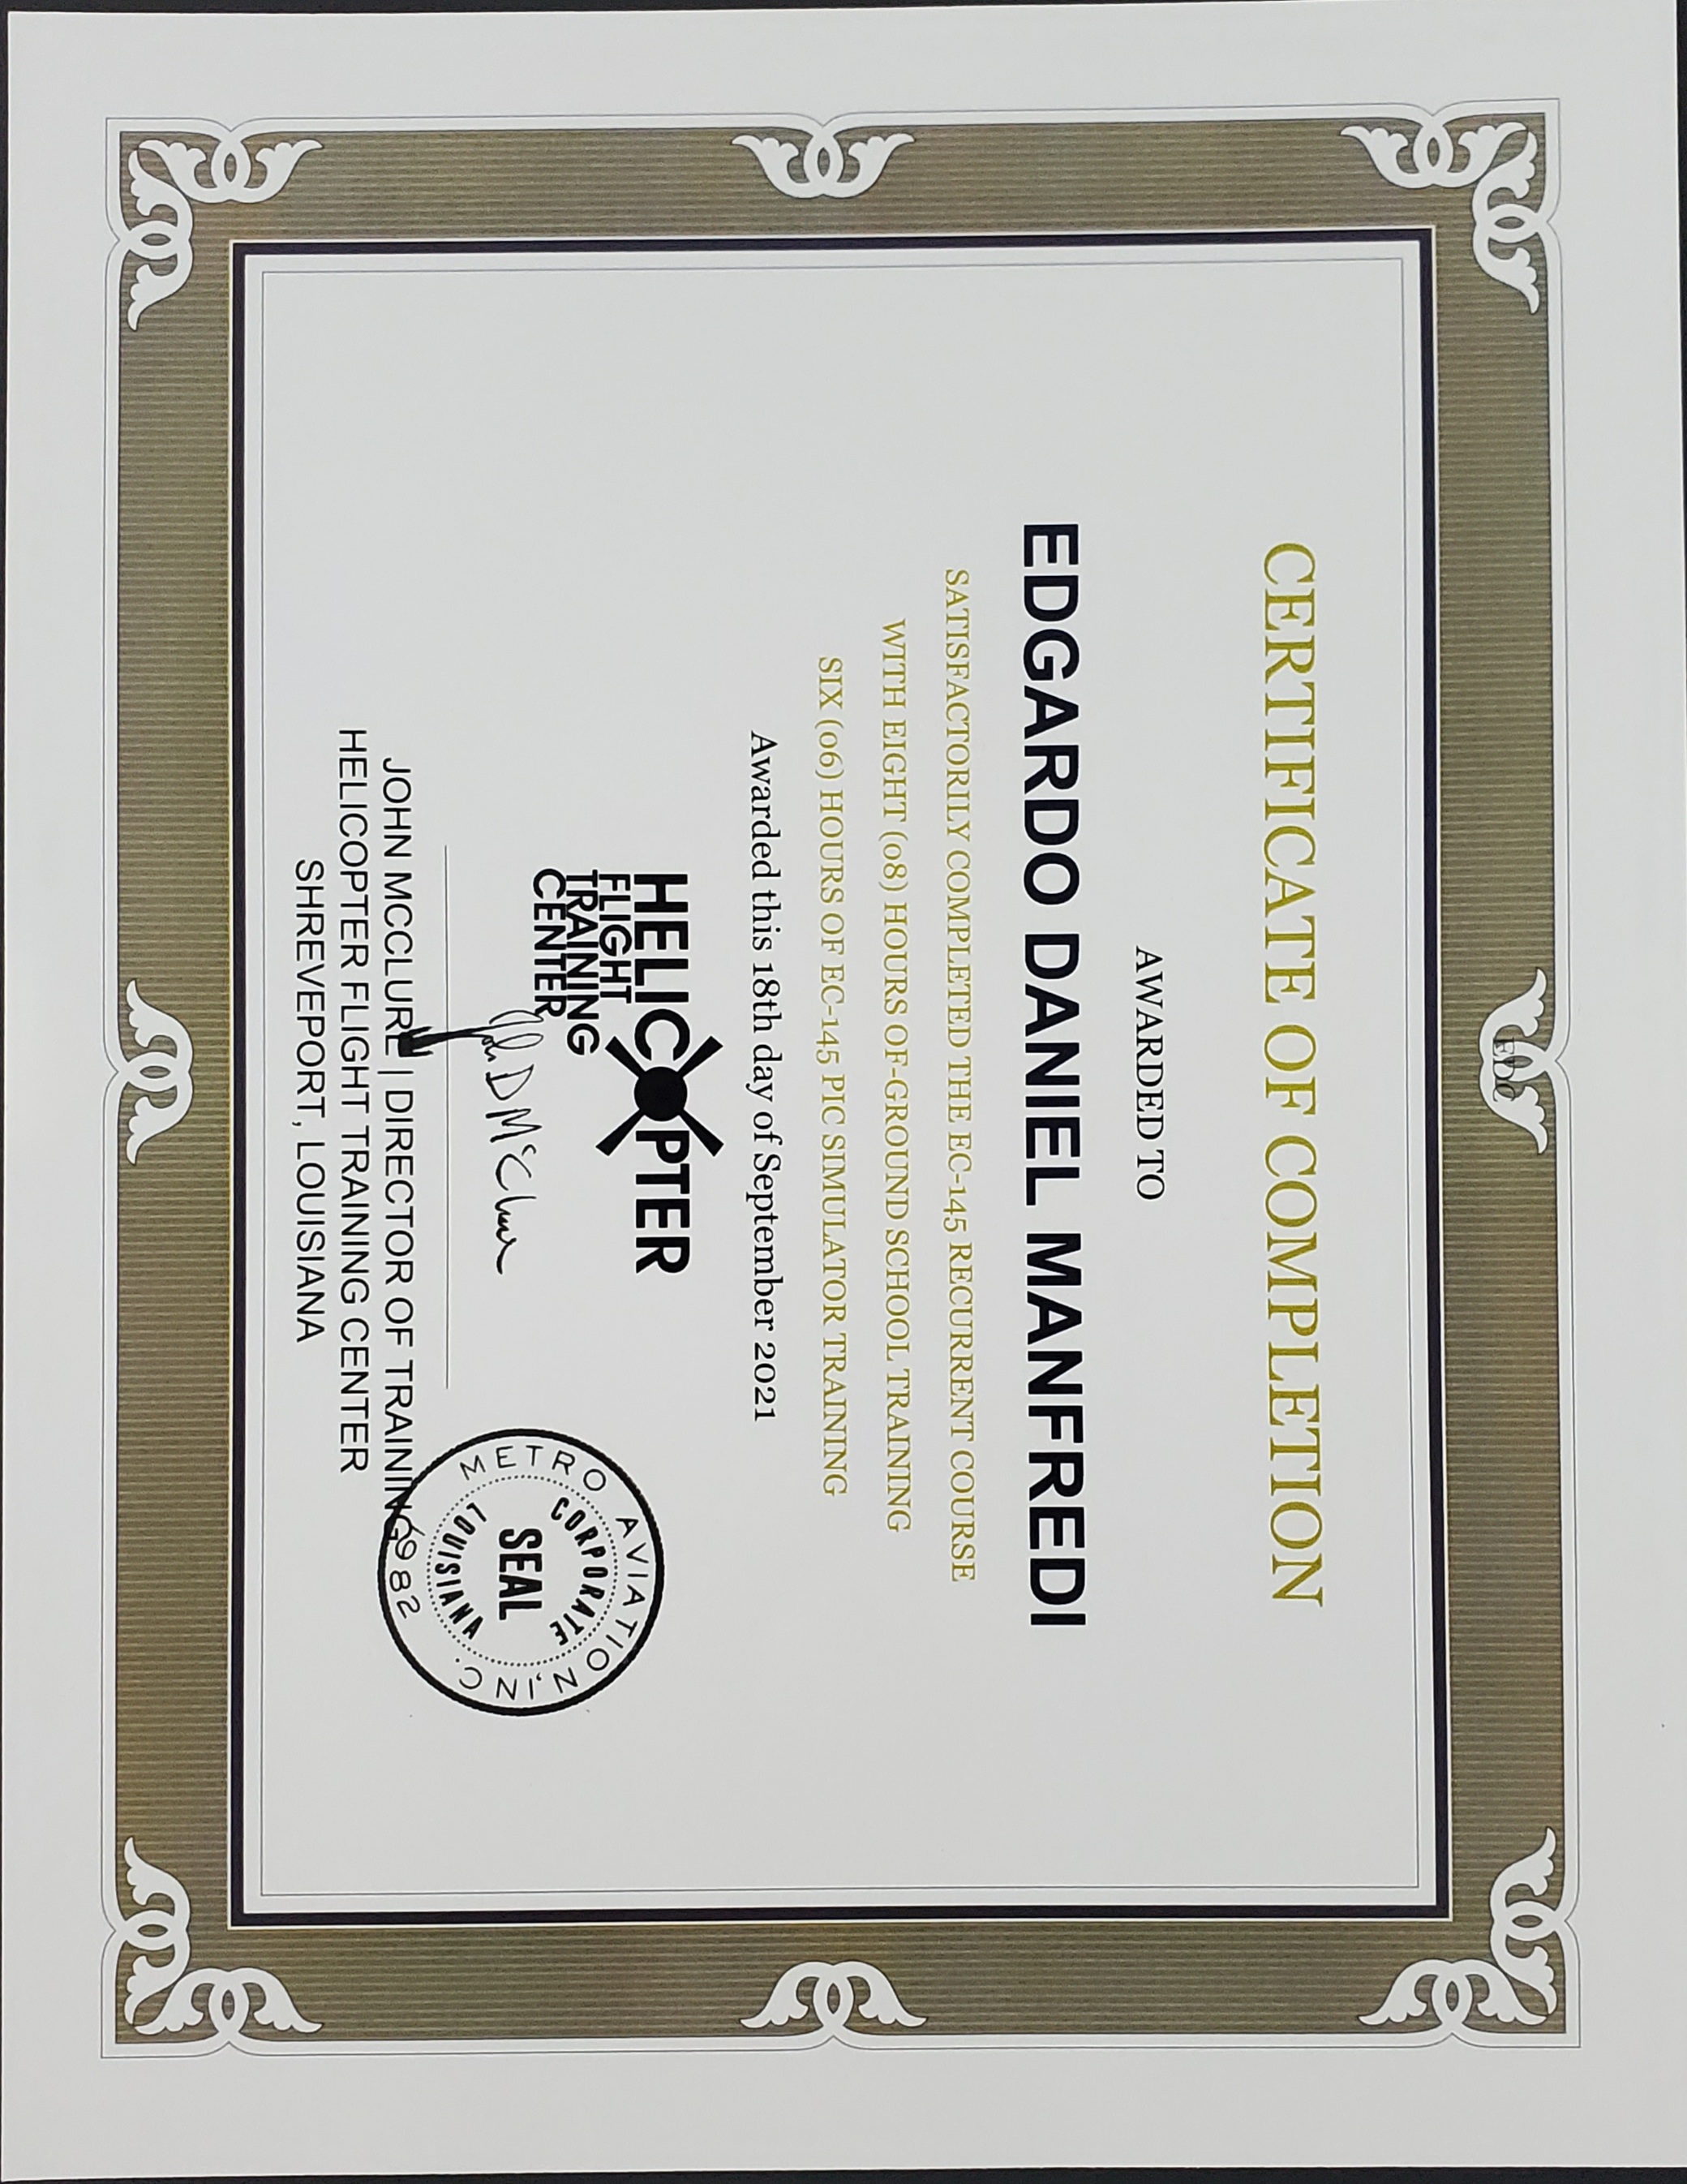 EDC
CERTIFICATE OF COMPLETION
AWARDED TO
EDGARDO DANIEL MANFREDI
SATISFACTORILY COMPLETED THE EC-145 RECURRENT COURSE
WITH EIGHT (08) HOURS OF-GROUND SCHOOL TRAINING
SIX (06) HOURS OF EC-145 PIC SIMULATOR TRAINING
Awarded this 18th day of September 2021
HELICOPTER
FLIGHT
TRAINING
CENTER
John D McClure
METRO AVIATION, INC.
CORPORATE
SEAL
LOUISIANA
1982
JOHN MCCLURE | DIRECTOR OF TRAINING
HELICOPTER FLIGHT TRAINING CENTER
SHREVEPORT, LOUISIANA